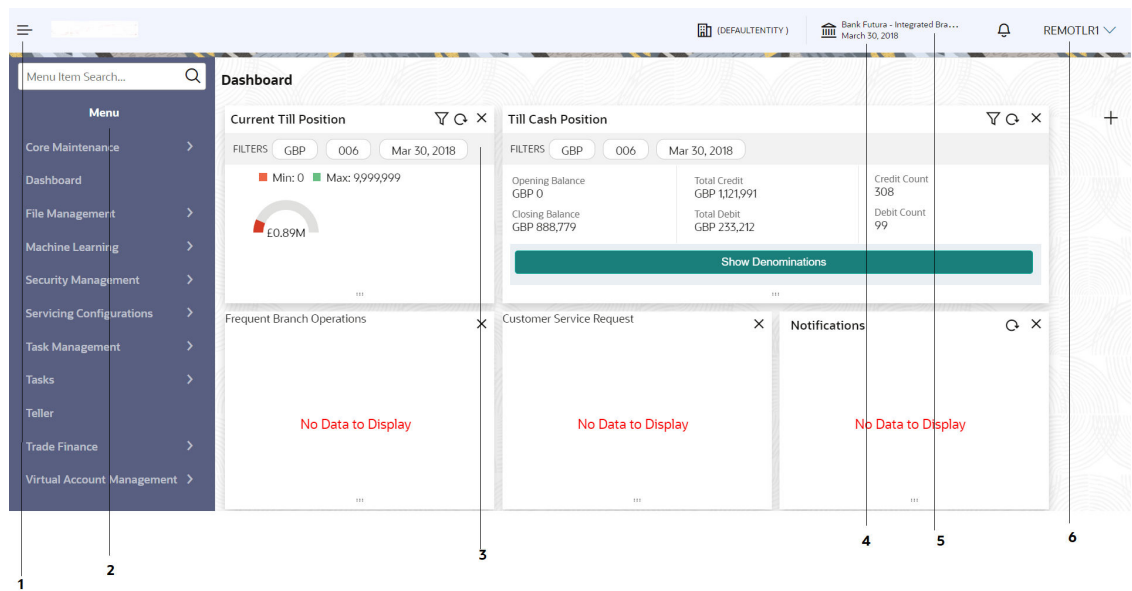 (DEFAULTENTITY )
Bank Futura - Integrated Bra...
March 30, 2018
REMOTLR1
Menu Item Search...
Menu
Core Maintenance
Dashboard
File Management
Machine Learning
Security Management
Servicing Configurations
Task Management
Tasks
Teller
Trade Finance
Virtual Account Management
Dashboard
Current Till Position
FILTERS GBP 006 Mar 30, 2018
Min: 0 Max: 9,999,999
£0.89M
Till Cash Position
FILTERS GBP 006 Mar 30, 2018
Opening Balance
GBP 0
Closing Balance
GBP 888,779
Total Credit
GBP 1,121,991
Total Debit
GBP 233,212
Credit Count
308
Debit Count
99
Show Denominations
Frequent Branch Operations
No Data to Display
Customer Service Request
No Data to Display
Notifications
No Data to Display
1
2
3
4
5
6